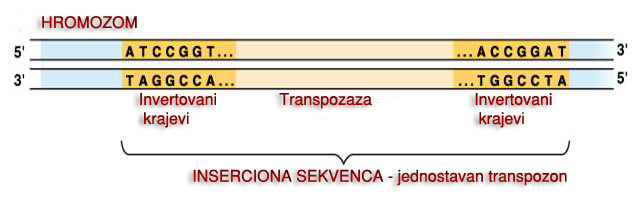 HROMOZOM
5' ATCCGGT... ...ACCGGAT 3'
3' TAGGCCA... ...TGGCCTA 5'
Invertovani krajevi
Transpozaza
Invertovani krajevi
INSERCIONA SEKVENCA - jednostavan transpozon